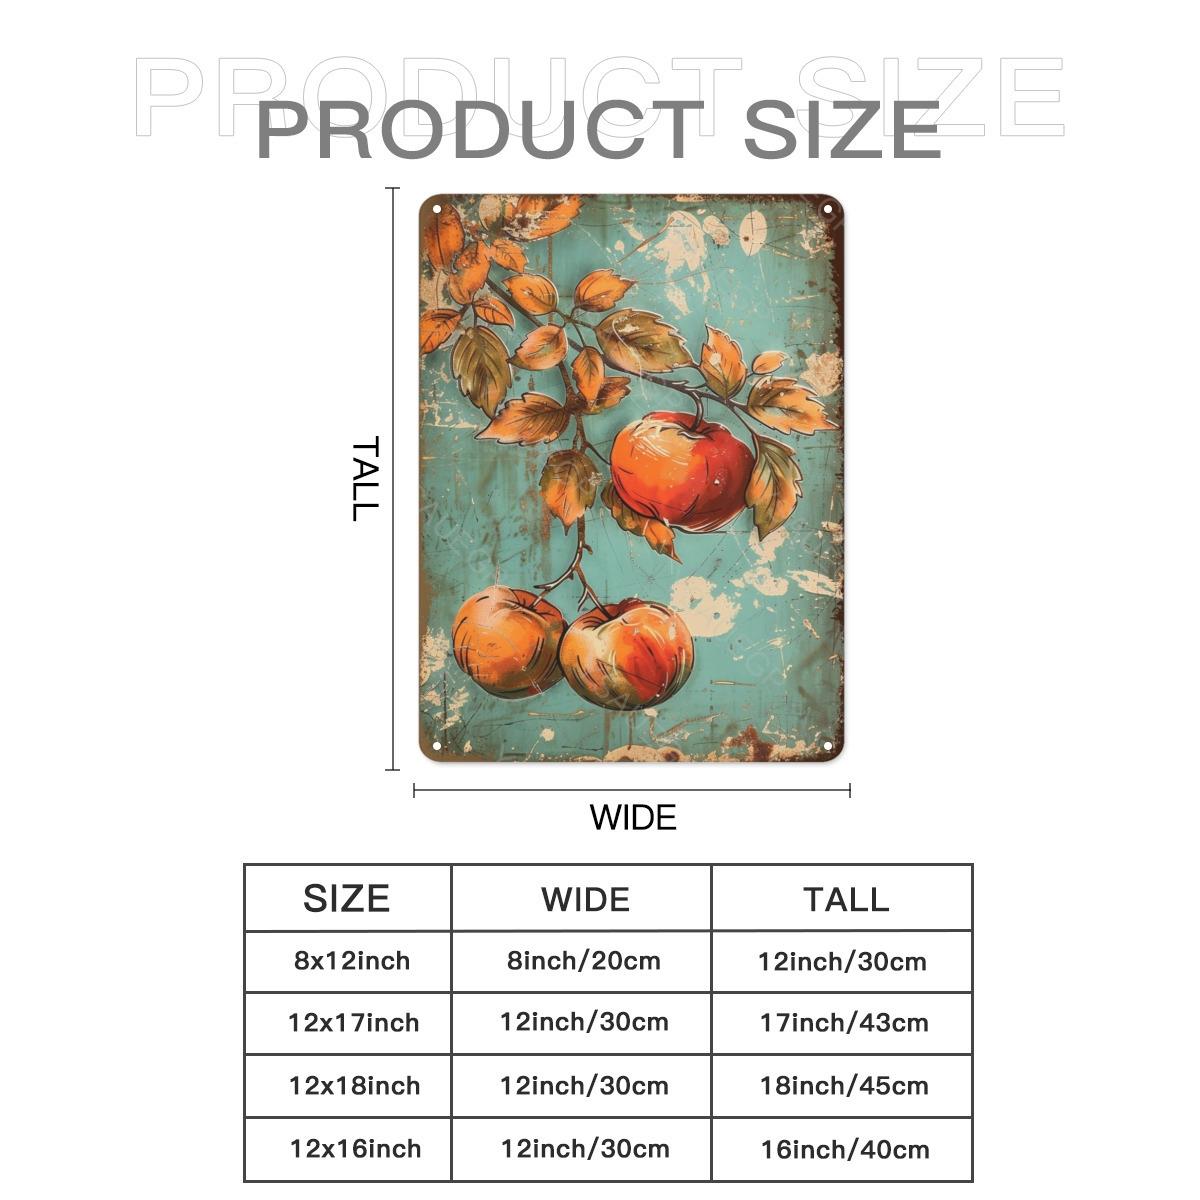 PRODUCT SIZE
PRODUCT SIZE
TALL
WIDE
SIZE WIDE TALL
8x12inch 8inch/20cm 12inch/30cm
12x17inch 12inch/30cm 17inch/43cm
12x18inch 12inch/30cm 18inch/45cm
12x16inch 12inch/30cm 16inch/40cm